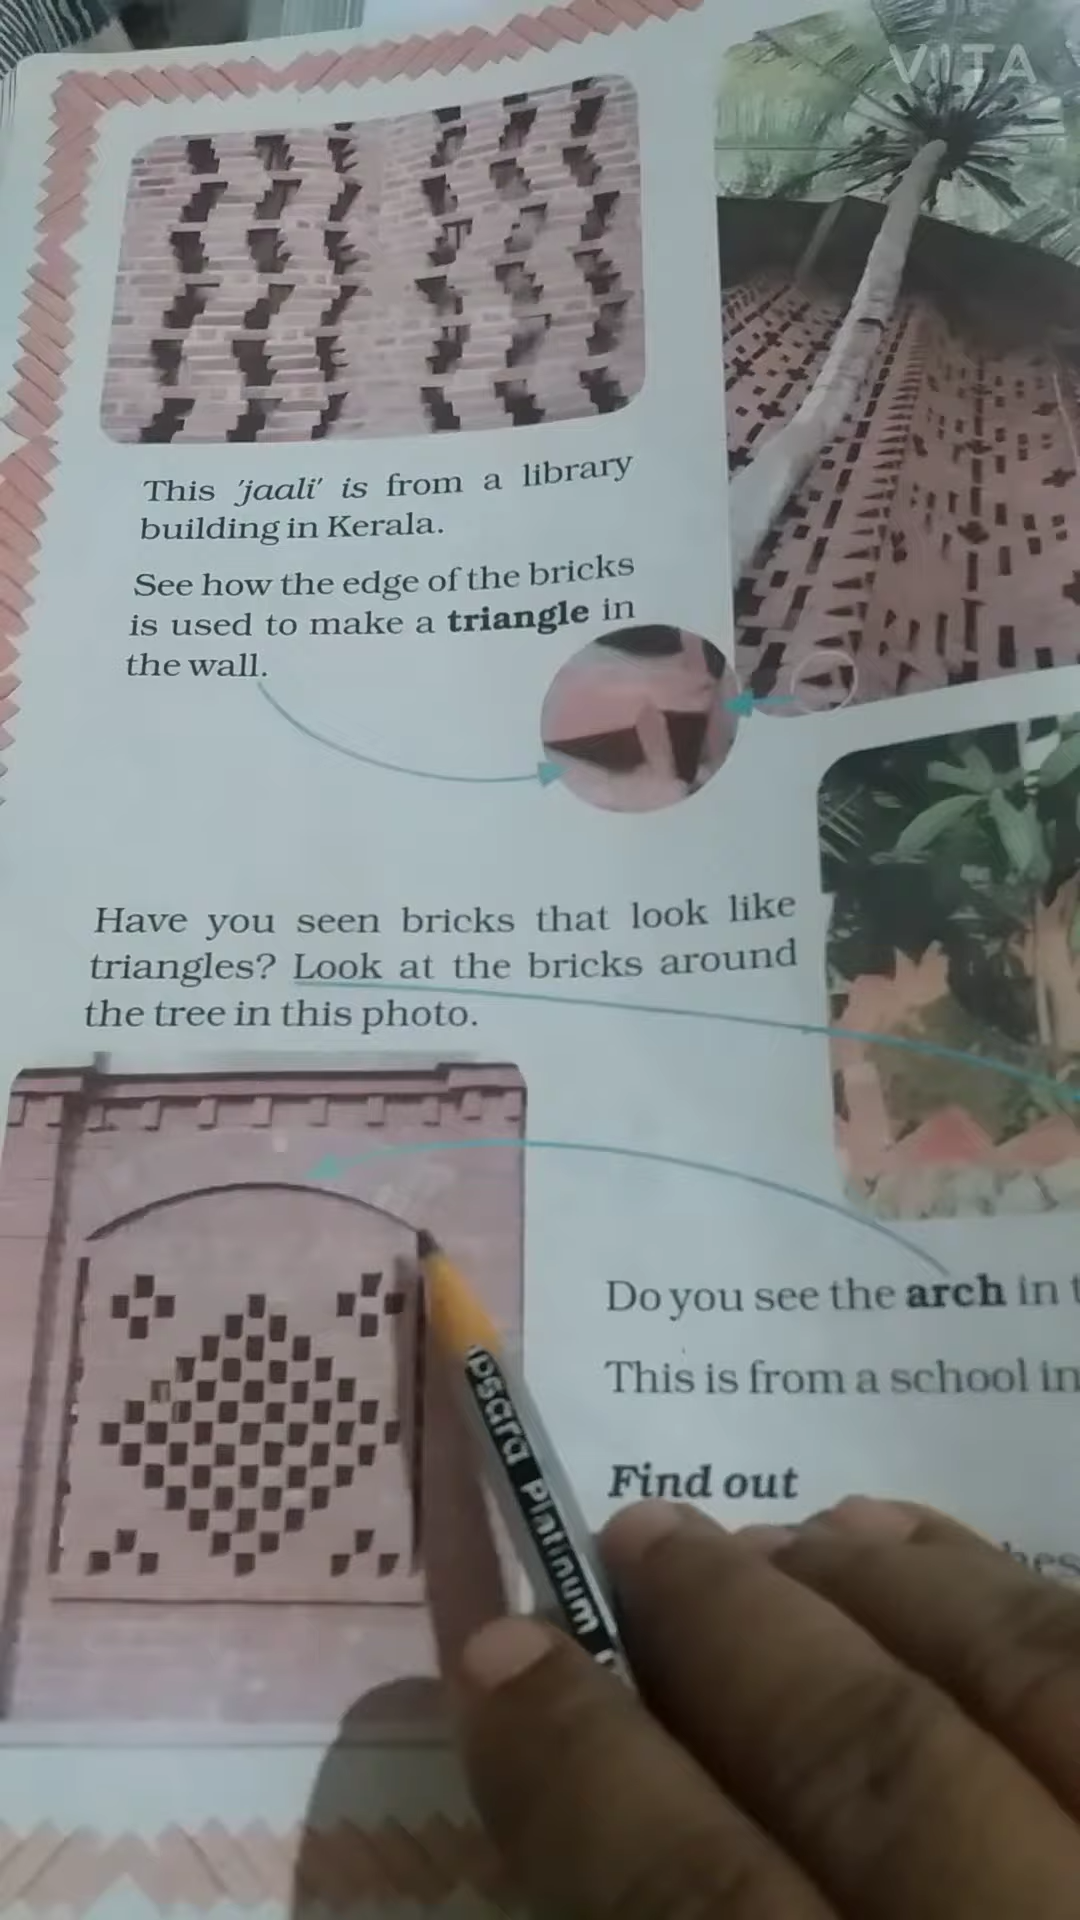 VITA
This 'jaali' is from a library
building in Kerala.
See how the edge of the bricks
is used to make a triangle in
the wall.
Have you seen bricks that look like
triangles? Look at the bricks around
the tree in this photo.
Do you see the arch in
This is from a school in
Find out
psara Platinum